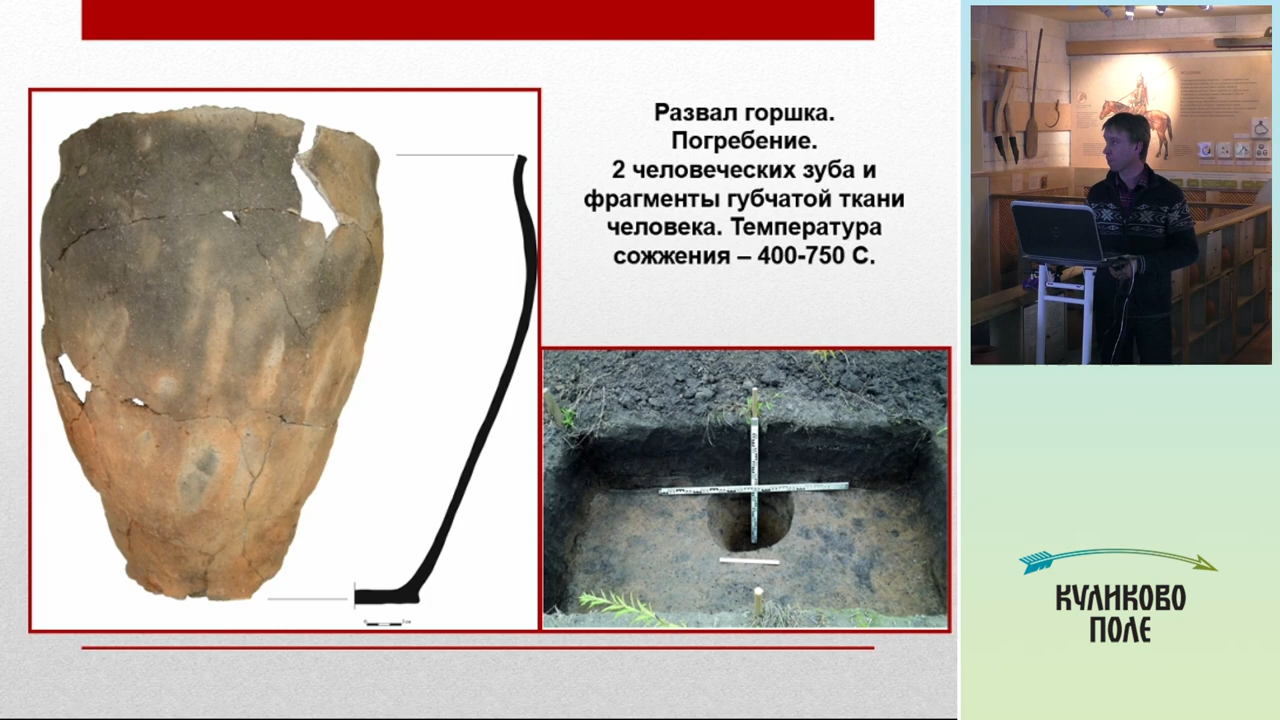 Развал горшка.
Погребение.
2 человеческих зуба и
фрагменты губчатой ткани
человека. Температура
сожжения – 400-750 С.
КУЛИКОВО
ПОЛЕ